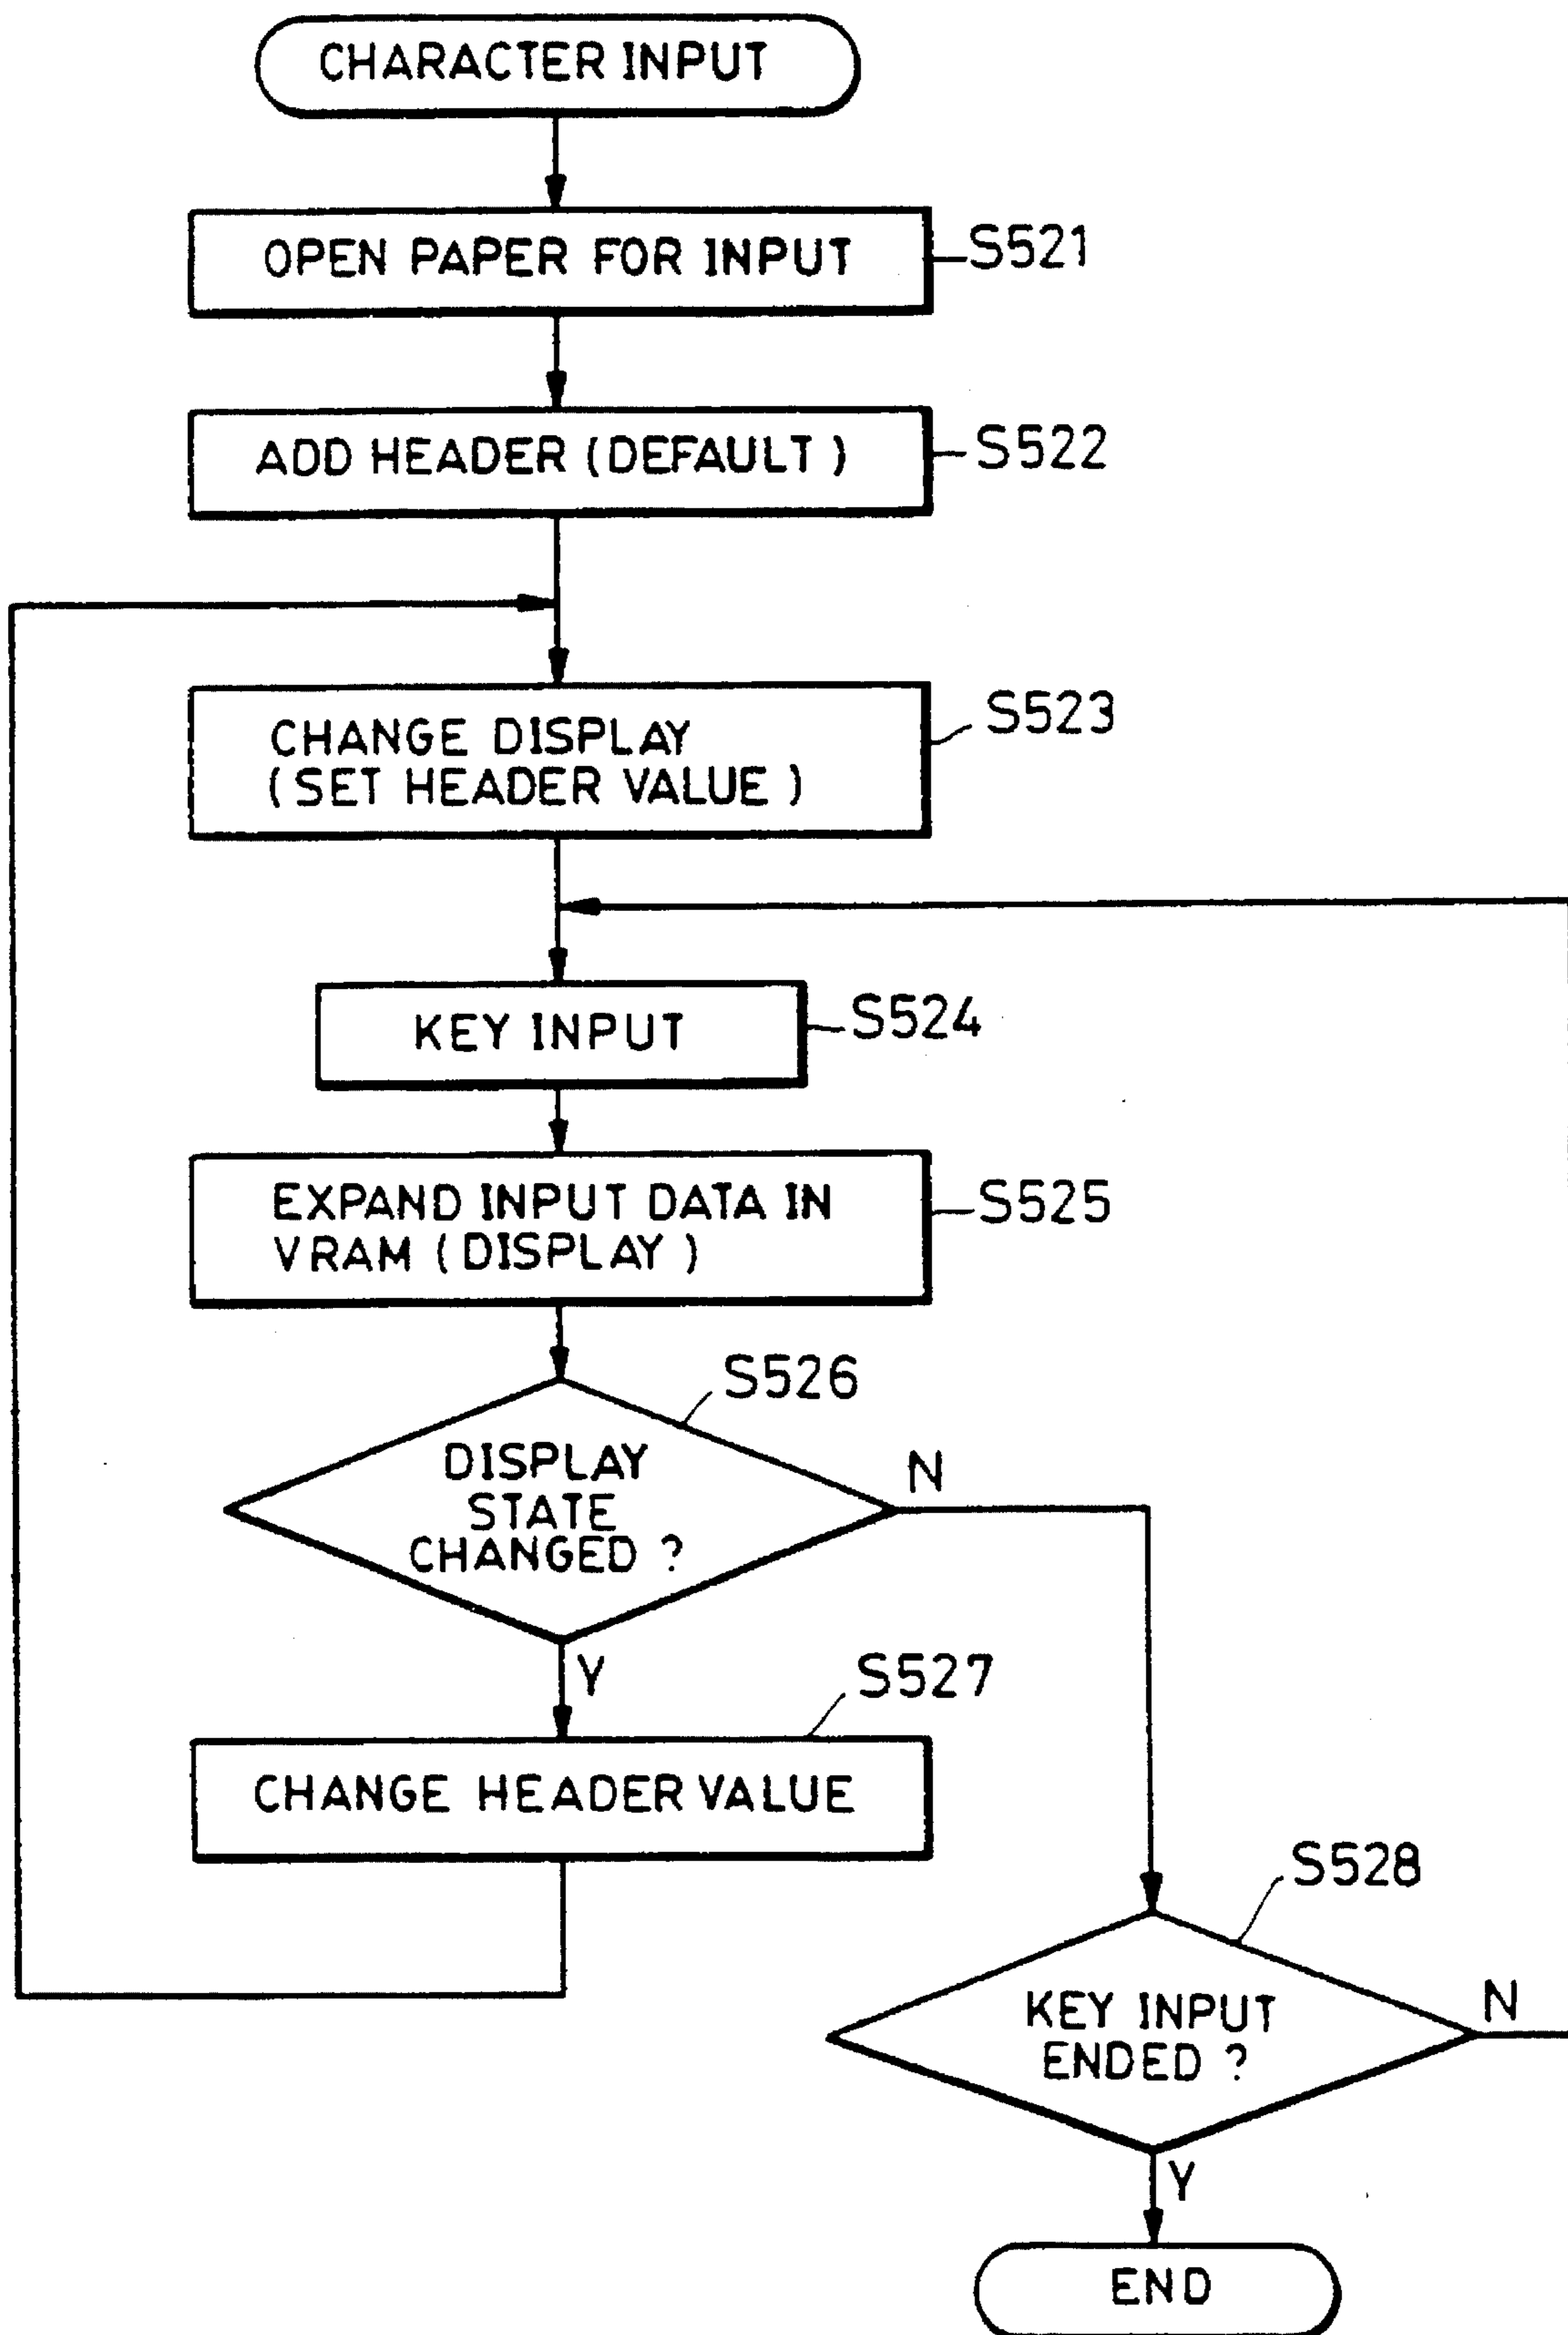 CHARACTER INPUT
OPEN PAPER FOR INPUT
S521
ADD HEADER (DEFAULT)
S522
CHANGE DISPLAY
(SET HEADER VALUE)
S523
KEY INPUT
S524
EXPAND INPUT DATA IN
VRAM (DISPLAY)
S525
S526
DISPLAY
STATE
CHANGED ?
N
Y
S527
CHANGE HEADER VALUE
S528
KEY INPUT
ENDED ?
N
Y
END